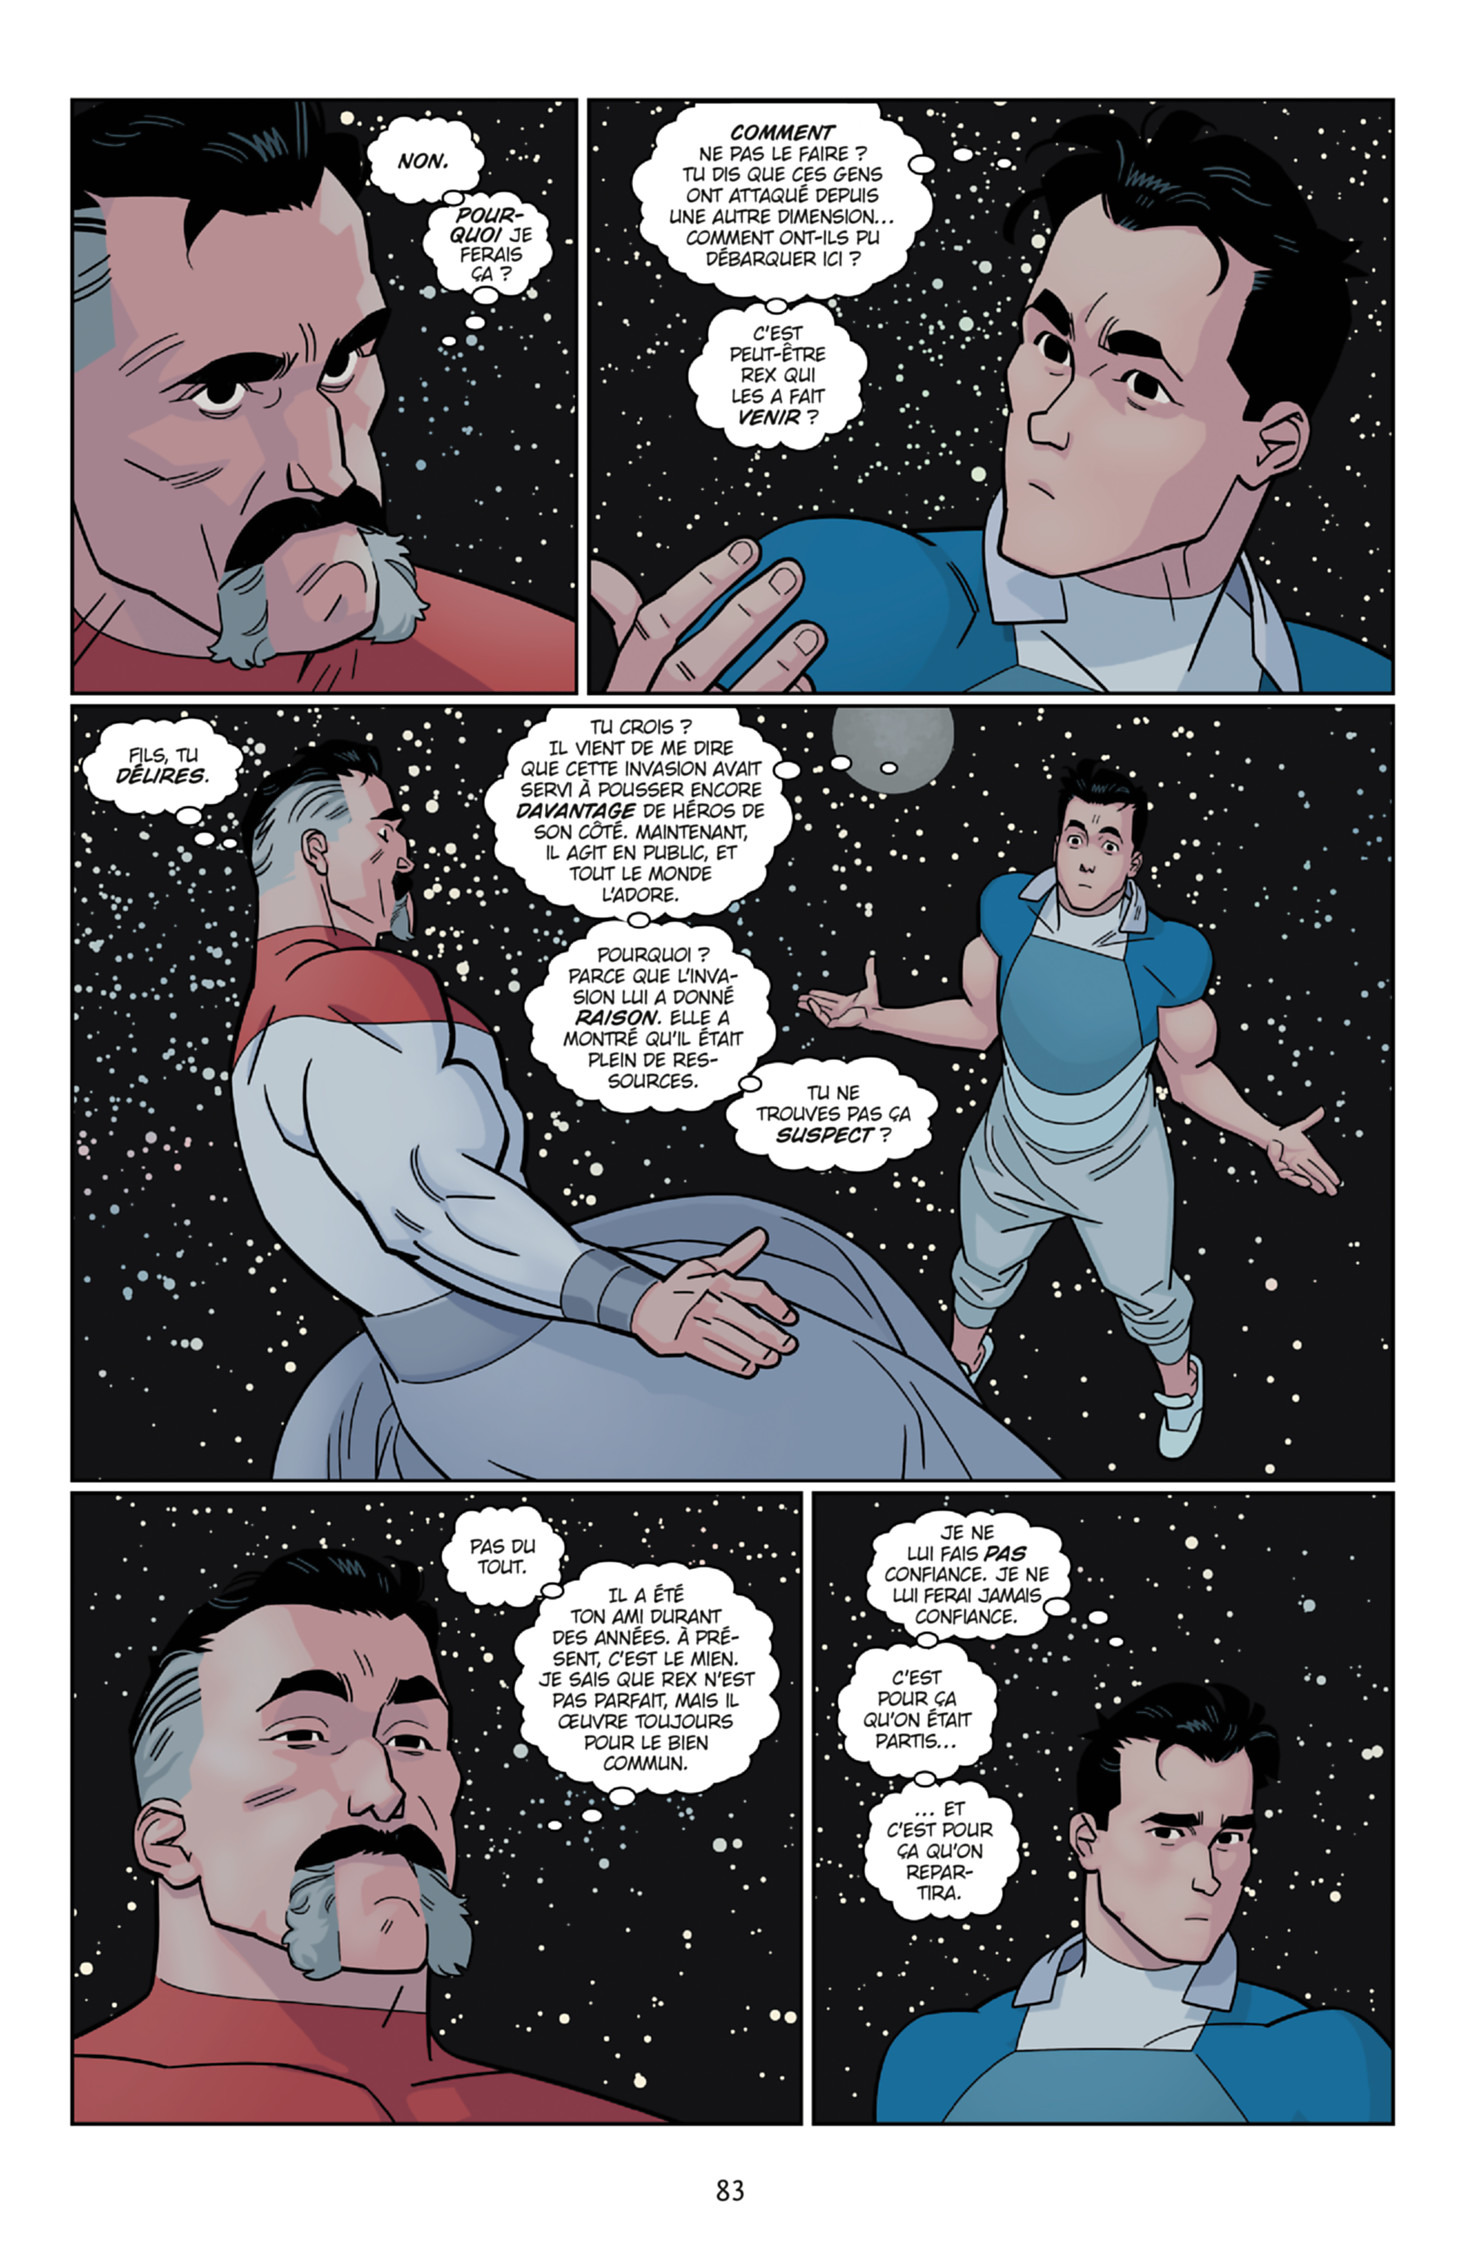 NON.
POUR-
QUOI JE
FERAIS
ÇA ?
COMMENT
NE PAS LE FAIRE ?
TU DIS QUE CES GENS
ONT ATTAQUÉ DEPUIS
UNE AUTRE DIMENSION...
COMMENT ONT-ILS PU
DÉBARQUER ICI ?
C'EST
PEUT-ÊTRE
REX QUI
LES A FAIT
VENIR ?
FILS, TU
DÉLIRES.
TU CROIS ?
IL VIENT DE ME DIRE
QUE CETTE INVASION AVAIT
SERVI À POUSSER ENCORE
DAVANTAGE DE HÉROS DE
SON CÔTÉ. MAINTENANT,
IL AGIT EN PUBLIC, ET
TOUT LE MONDE
L'ADORE.
POURQUOI ?
PARCE QUE L'INVA-
SION LUI A DONNÉ
RAISON. ELLE A
MONTRÉ QU'IL ÉTAIT
PLEIN DE RES-
SOURCES.
TU NE
TROUVES PAS ÇA
SUSPECT ?
PAS DU
TOUT.
IL A ÉTÉ
TON AMI DURANT
DES ANNÉES. À PRÉ-
SENT, C'EST LE MIEN.
JE SAIS QUE REX N'EST
PAS PARFAIT, MAIS IL
ŒUVRE TOUJOURS
POUR LE BIEN
COMMUN.
JE NE
LUI FAIS PAS
CONFIANCE. JE NE
LUI FERAI JAMAIS
CONFIANCE.
C'EST
POUR ÇA
QU'ON ÉTAIT
PARTIS...
... ET
C'EST POUR
ÇA QU'ON
REPAR-
TIRA.
83